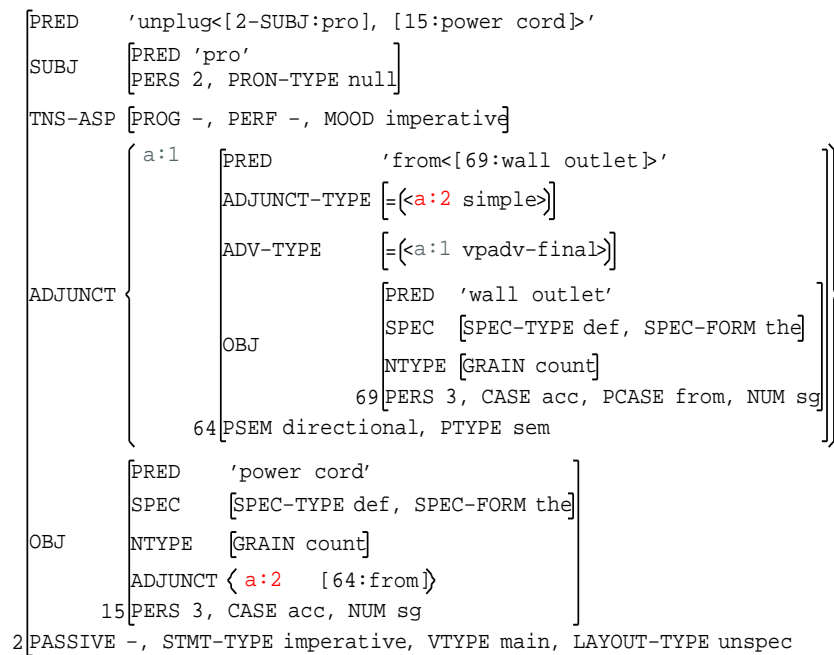 PRED 'unplug<[2-SUBJ:pro], [15:power cord]>'
SUBJ
PRED 'pro'
PERS 2, PRON-TYPE null
TNS-ASP PROG -, PERF -, MOOD imperative
ADJUNCT
a:1
PRED 'from<[69:wall outlet]>'
ADJUNCT-TYPE =(<a:2 simple>)
ADV-TYPE =(<a:1 vpadv-final>)
OBJ
PRED 'wall outlet'
SPEC SPEC-TYPE def, SPEC-FORM the
NTYPE GRAIN count
69 PERS 3, CASE acc, PCASE from, NUM sg
64 PSEM directional, PTYPE sem
OBJ
PRED 'power cord'
SPEC SPEC-TYPE def, SPEC-FORM the
NTYPE GRAIN count
ADJUNCT a:2 [64:from]
15 PERS 3, CASE acc, NUM sg
2 PASSIVE -, STMT-TYPE imperative, VTYPE main, LAYOUT-TYPE unspec